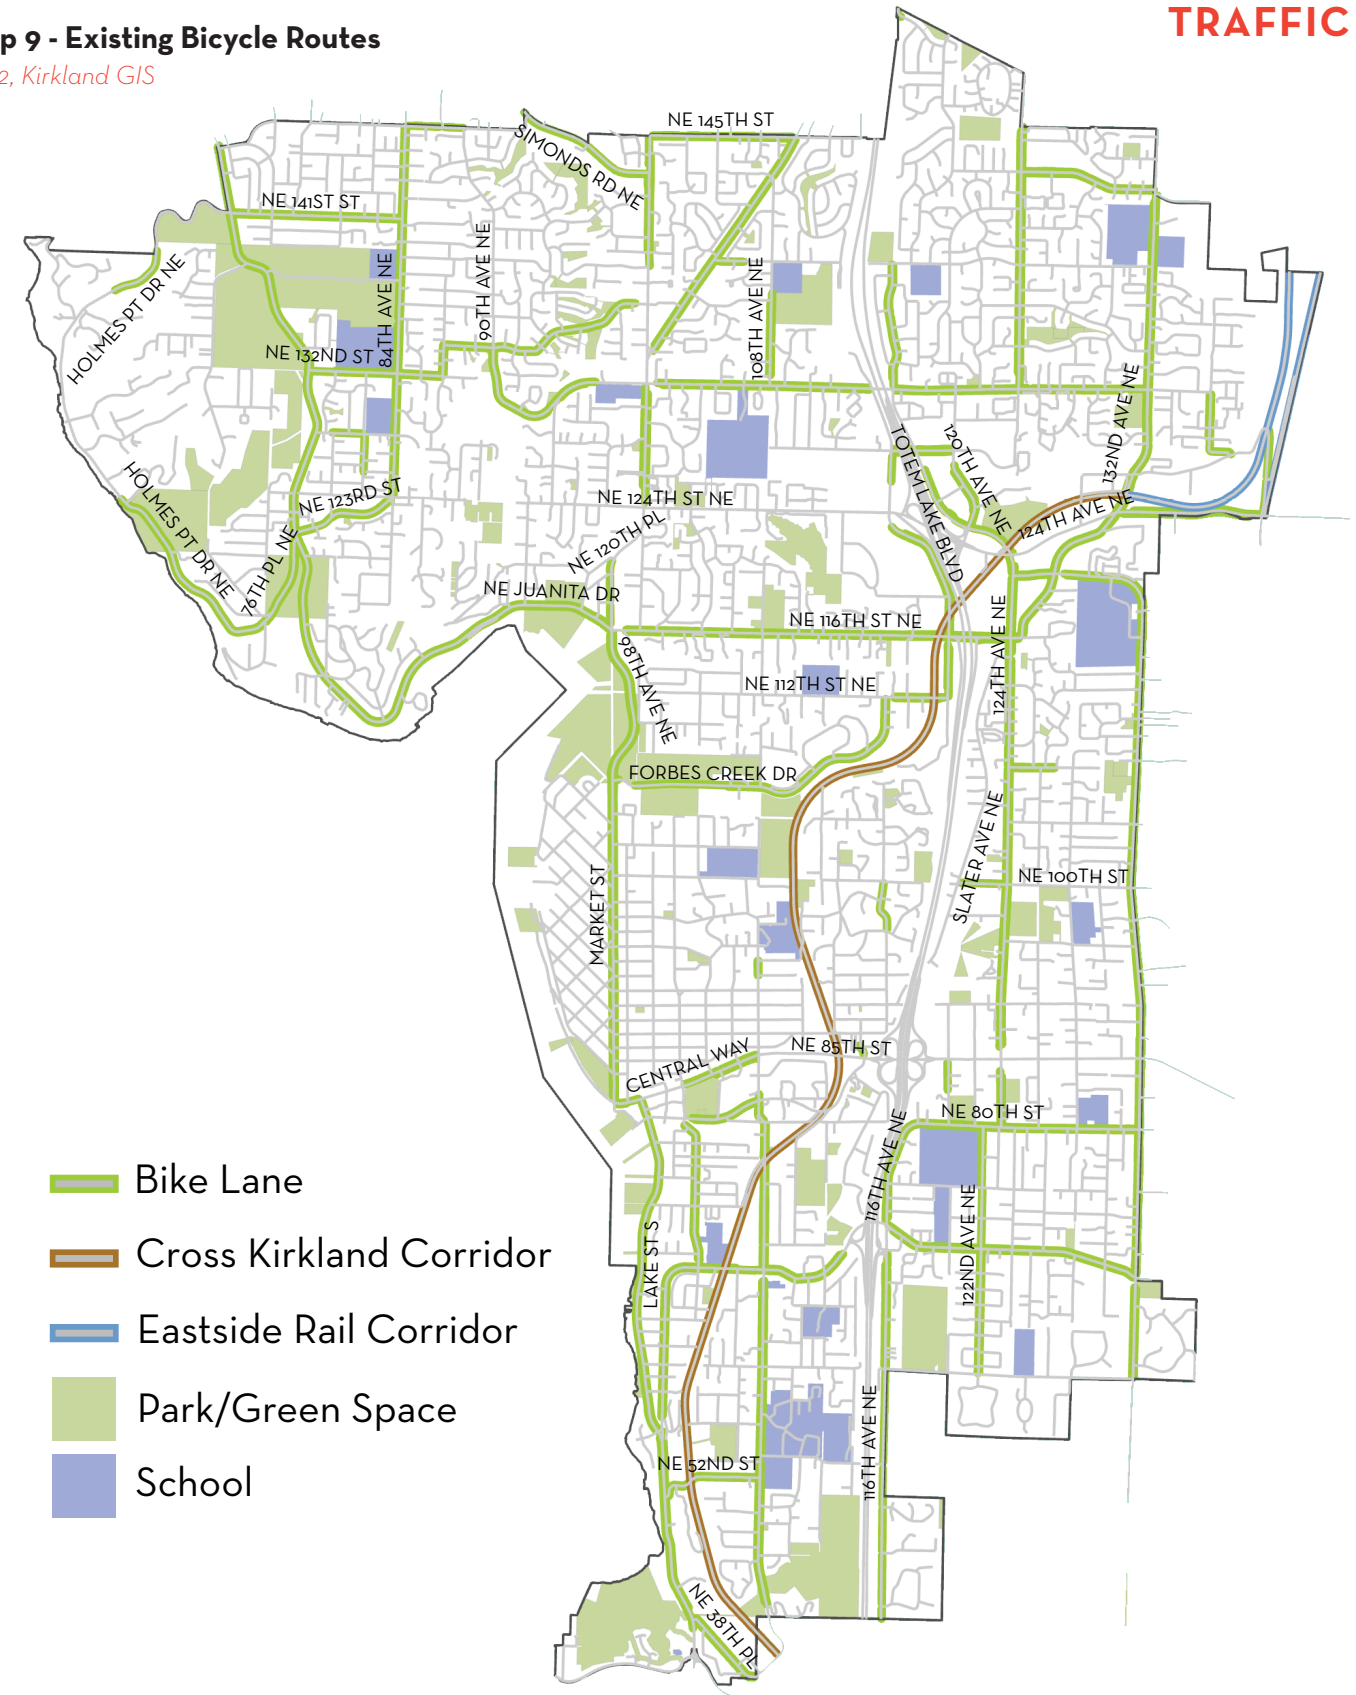 TRAFFIC
p 9 - Existing Bicycle Routes
2, Kirkland GIS
NE 145TH ST
SIMONDS RD NE
NE 141ST ST
HOLMES PT DR NE
84TH AVE NE
90TH AVE NE
108TH AVE NE
NE 132ND ST
132ND AVE NE
TOTEM LAKE BLVD
120TH AVE NE
HOLMES PT DR NE
NE 123RD ST
NE 124TH ST NE
124TH AVE NE
NE 120TH PL
76TH PL NE
NE JUANITA DR
NE 116TH ST NE
124TH AVE NE
98TH AVE NE
NE 112TH ST NE
FORBES CREEK DR
SLATER AVE NE
NE 100TH ST
MARKET ST
NE 85TH ST
CENTRAL WAY
NE 80TH ST
116TH AVE NE
122ND AVE NE
LAKE ST S
Bike Lane
Cross Kirkland Corridor
Eastside Rail Corridor
Park/Green Space
School
116TH AVE NE
NE 52ND ST
NE 38TH PL